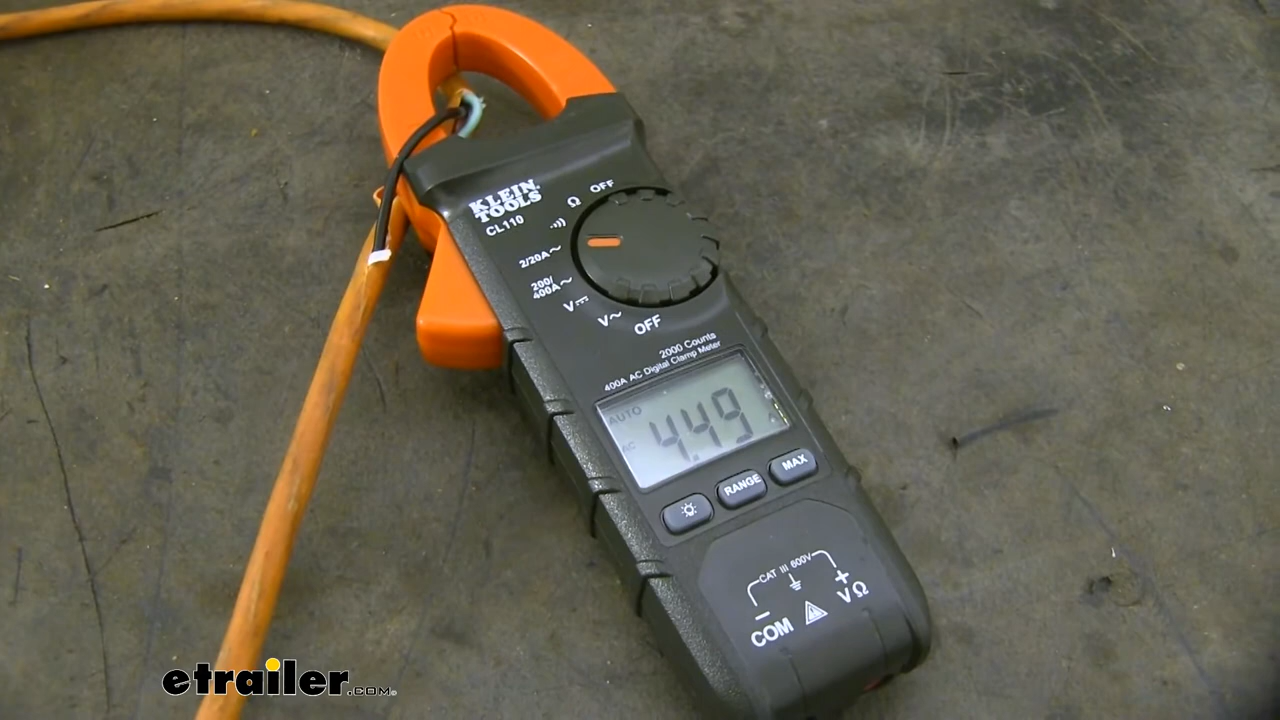 KLEIN
TOOLS
CL110
OFF
Ω
2/20A~
200/
400A~
V⎓
V~
OFF
2000 Counts
400A AC Digital Clamp Meter
AUTO
AC
4.49
A
RANGE
MAX
CAT III 600V
– +
COM VΩ
etrailer.COM